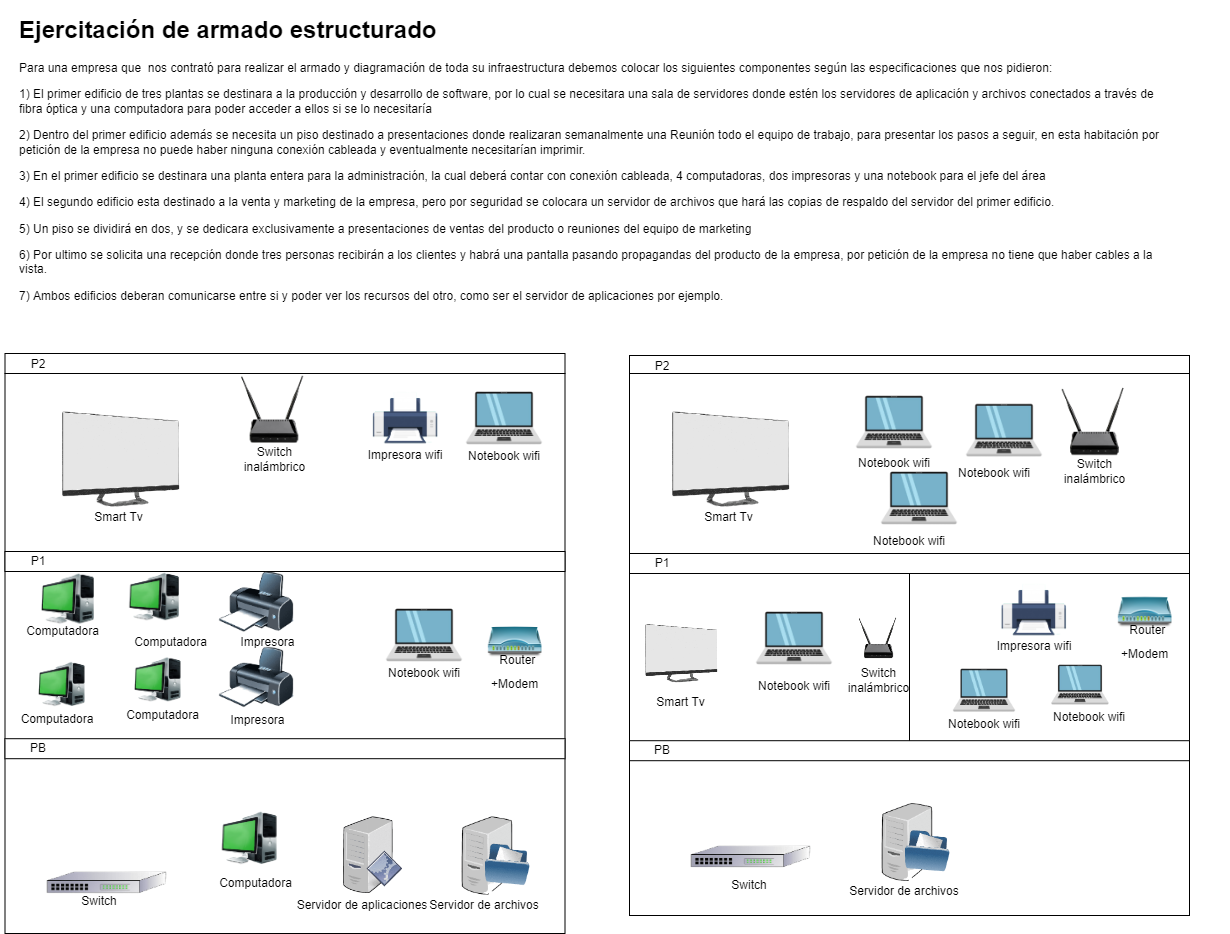 Ejercitación de armado estructurado
Para una empresa que  nos contrató para realizar el armado y diagramación de toda su infraestructura debemos colocar los siguientes componentes según las especificaciones que nos pidieron:
1) El primer edificio de tres plantas se destinara a la producción y desarrollo de software, por lo cual se necesitara una sala de servidores donde estén los servidores de aplicación y archivos conectados a través de
fibra óptica y una computadora para poder acceder a ellos si se lo necesitaría
2) Dentro del primer edificio además se necesita un piso destinado a presentaciones donde realizaran semanalmente una Reunión todo el equipo de trabajo, para presentar los pasos a seguir, en esta habitación por
petición de la empresa no puede haber ninguna conexión cableada y eventualmente necesitarían imprimir.
3) En el primer edificio se destinara una planta entera para la administración, la cual deberá contar con conexión cableada, 4 computadoras, dos impresoras y una notebook para el jefe del área
4) El segundo edificio esta destinado a la venta y marketing de la empresa, pero por seguridad se colocara un servidor de archivos que hará las copias de respaldo del servidor del primer edificio.
5) Un piso se dividirá en dos, y se dedicara exclusivamente a presentaciones de ventas del producto o reuniones del equipo de marketing
6) Por ultimo se solicita una recepción donde tres personas recibirán a los clientes y habrá una pantalla pasando propagandas del producto de la empresa, por petición de la empresa no tiene que haber cables a la
vista.
7) Ambos edificios deberan comunicarse entre si y poder ver los recursos del otro, como ser el servidor de aplicaciones por ejemplo.
P2
Smart Tv
Switch
inalámbrico
Impresora wifi
Notebook wifi
P1
Computadora
Computadora
Impresora
Computadora
Computadora
Impresora
Notebook wifi
Router
+Modem
PB
Switch
Computadora
Servidor de aplicaciones
Servidor de archivos
P2
Smart Tv
Notebook wifi
Notebook wifi
Notebook wifi
Switch
inalámbrico
P1
Smart Tv
Notebook wifi
Switch
inalámbrico
Impresora wifi
Router
+Modem
Notebook wifi
Notebook wifi
PB
Switch
Servidor de archivos